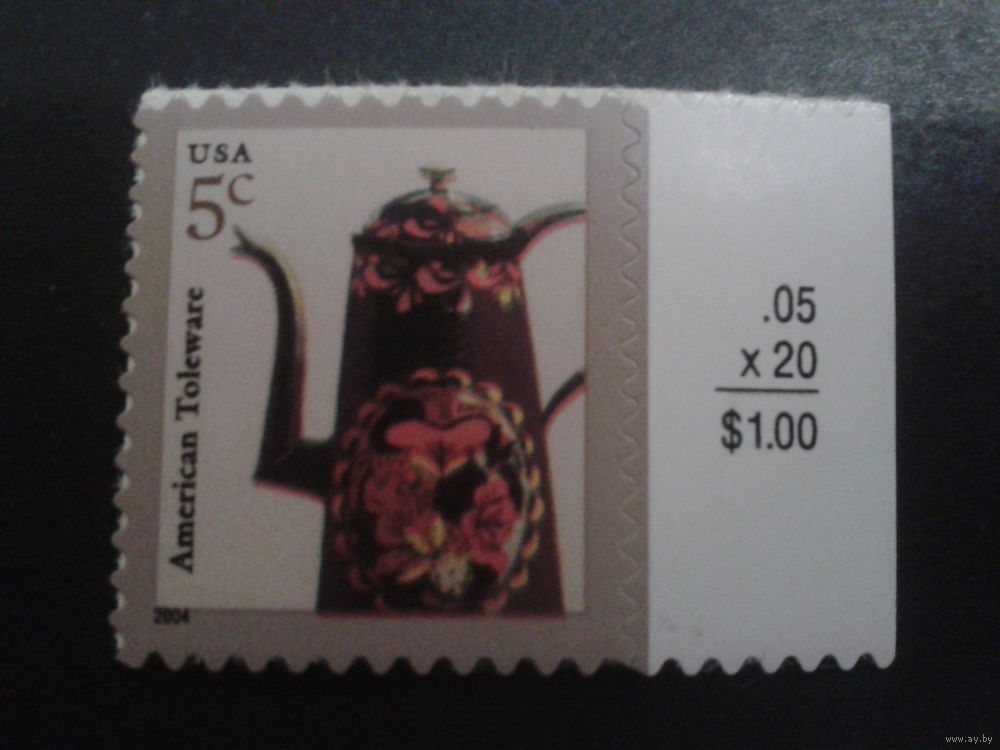 USA
5c
American Toleware
2004
.05
x 20
$1.00
www.ay.by